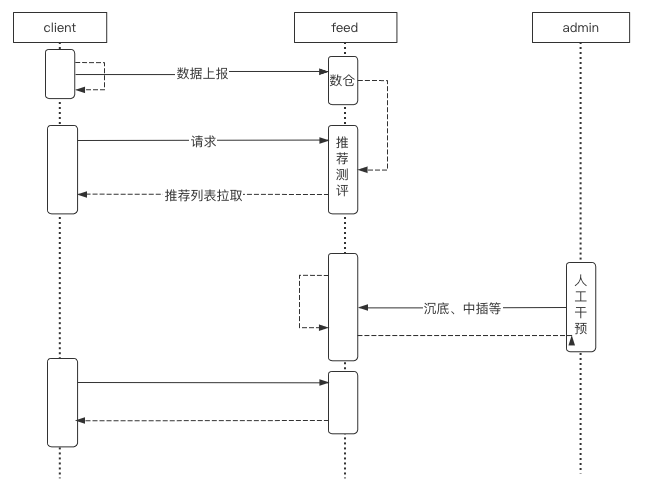 client
feed
admin
数据上报
数仓
请求
推荐测评
推荐列表拉取
人工干预
沉底、中插等